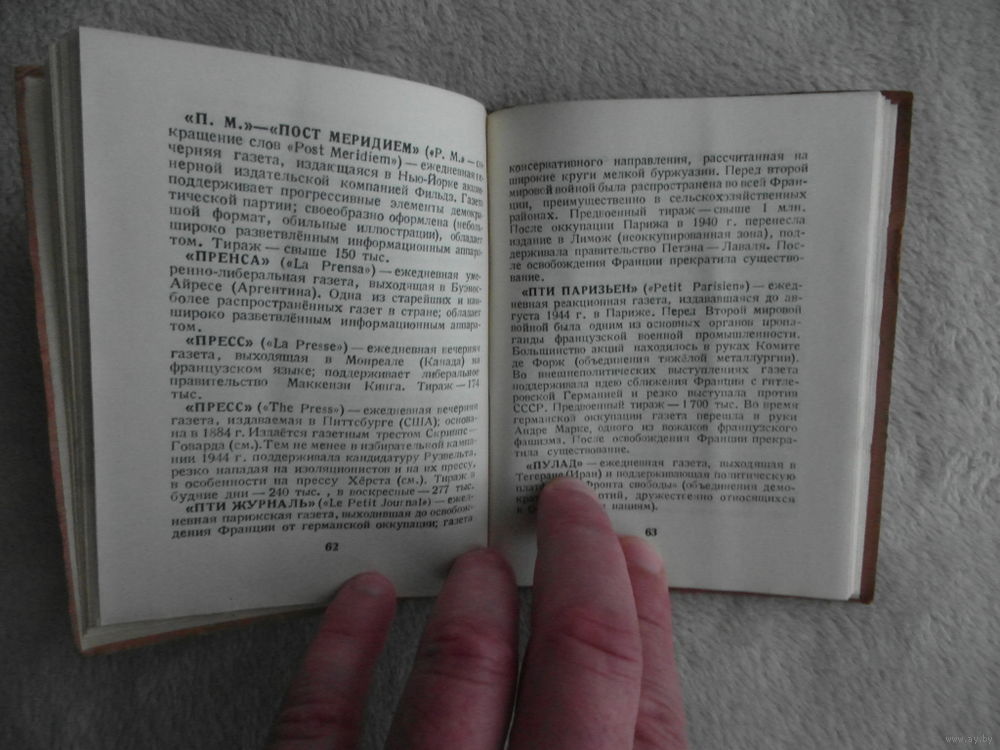 «П. М.»—«ПОСТ МЕРИДИЕМ» («P. M.» — со-
кращение слов «Post Meridiem») — ежедневная ве-
черняя газета, издающаяся в Нью-Йорке
нерной издательской компанией Фильда. Газета
поддерживает прогрессивные элементы демокра-
тической партии; своеобразно оформлена (неболь-
шой формат, обильные иллюстрации), обладает
широко разветвлённым информационным аппара-
том. Тираж — свыше 150 тыс.
«ПРЕНСА» («La Prensa») — ежедневная уме-
ренно-либеральная газета, выходящая в Буэнос-
Айресе (Аргентина). Одна из старейших и наи-
более распространённых газет в стране; обладает
широко разветвлённым информационным аппара-
том.
«ПРЕСС» («La Presse») — ежедневная вечерняя
газета, выходящая в Монреале (Канада) на
французском языке; поддерживает либеральное
правительство Маккензи Кинга. Тираж — 174
тыс.
«ПРЕСС» («The Press») — ежедневная вечерняя
газета, издаваемая в Питтсбурге (США); основа-
на в 1884 г. Издаётся газетным трестом Скриппс-
Говарда (см.). Тем не менее в избирательной кампа-
нии 1944 г. поддерживала кандидатуру Рузвельта,
резко нападая на изоляционистов и на их прессу,
в особенности на прессу Хёрста (см.). Тираж в
будние дни — 240 тыс. , в воскресные — 277 тыс.
«ПТИ ЖУРНАЛЬ» («Le Petit Journal») — ежед-
невная парижская газета, выходившая до освобож-
дения Франции от германской оккупации; газета
62
консервативного направления, рассчитанная на
широкие круги мелкой буржуазии. Перед второй
мировой войной была распространена по всей Фран-
ции, преимущественно в сельскохозяйственных
районах. Предвоенный тираж — свыше 1 млн.
После оккупации Парижа в 1940 г. перенесла
издание в Лимож (неоккупированная зона), под-
держивала правительство Петэна — Лаваля. Пос-
ле освобождения Франции прекратила существо-
вание.
«ПТИ ПАРИЗЬЕН» («Petit Parisien») — ежед-
невная реакционная газета, издававшаяся до ав-
густа 1944 г. в Париже. Перед Второй мировой
войной была одним из основных органов пропа-
ганды французской военной промышленности.
Большинство акций находилось в руках Комите
де Форж (объединения тяжёлой металлургии).
Во внешнеполитических выступлениях газета
поддерживала идею сближения Франции с гитле-
ровской Германией и резко выступала против
СССР. Предвоенный тираж — 1 700 тыс. Во время
германской оккупации газета перешла в руки
Андре Марке, одного из вожаков французского
фашизма. После освобождения Франции прекра-
тила существование.
«ПУЛАД» — ежедневная газета, выходящая в
Тегеране (Иран) и поддерживающая политическую
Фронта свободы» (объединения демо-
дружественно относящихся
нациям).
63
www.ay.by